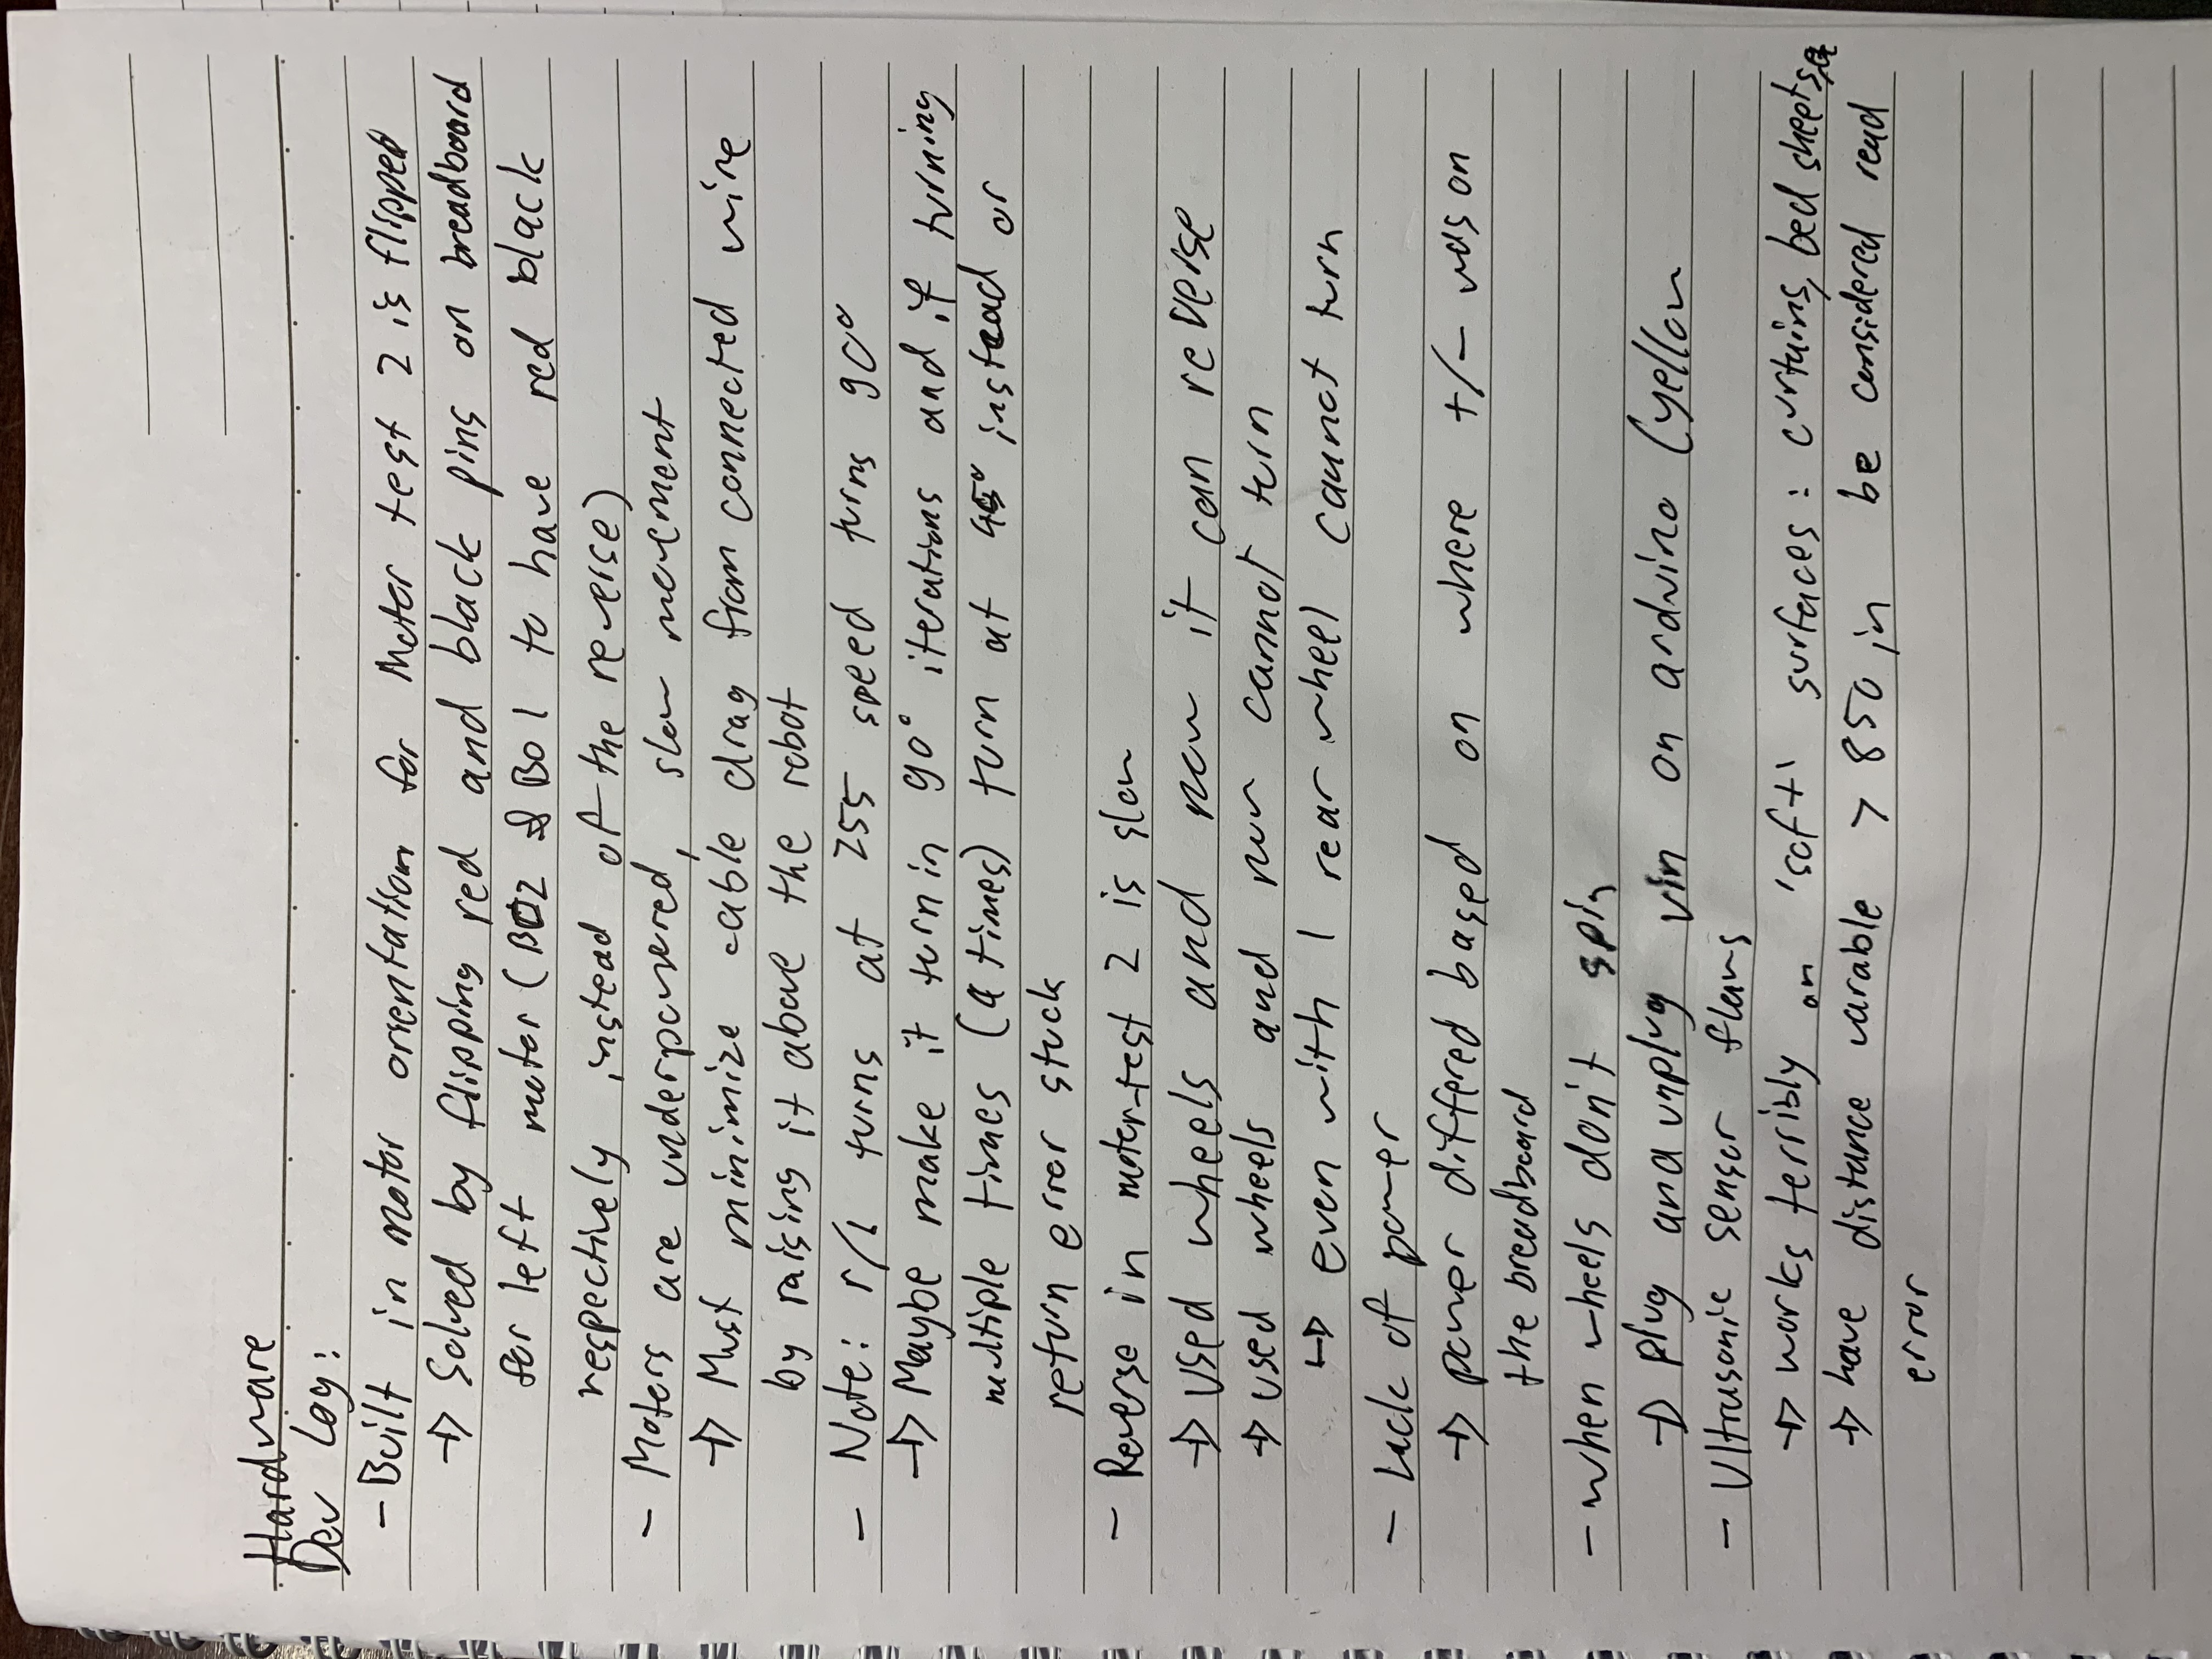 Hardware
Dev Log:
- Built in motor orientation for Motor test 2 is flipped
→ Solved by flipping red and black pins on breadboard
for left motor (BO2 & BO1 to have red black
respectively instead of the reverse)
- Motors are underpowered, slow movement
→ Must minimize cable drag from connected wire
by raising it above the robot
- Note: r/l turns at 255 speed turns 90°
→ Maybe make it turn in 90° iterations and if turning
multiple times (4 times) turn at 45° instead or
return error stuck
- Reverse in motor-test 2 is slow
→ used wheels and now it can reverse
→ used wheels and now cannot turn
↳ even with 1 rear wheel cannot turn
- Lack of power
→ power differed based on where +/- was on
the breadboard
- when wheels don't spin
→ plug and unplug vin on arduino (yellow
- Ultrasonic sensor flaws
→ works terribly on 'soft' surfaces: curtains, bed sheets,
→ have distance varable > 850 in be considered read
error